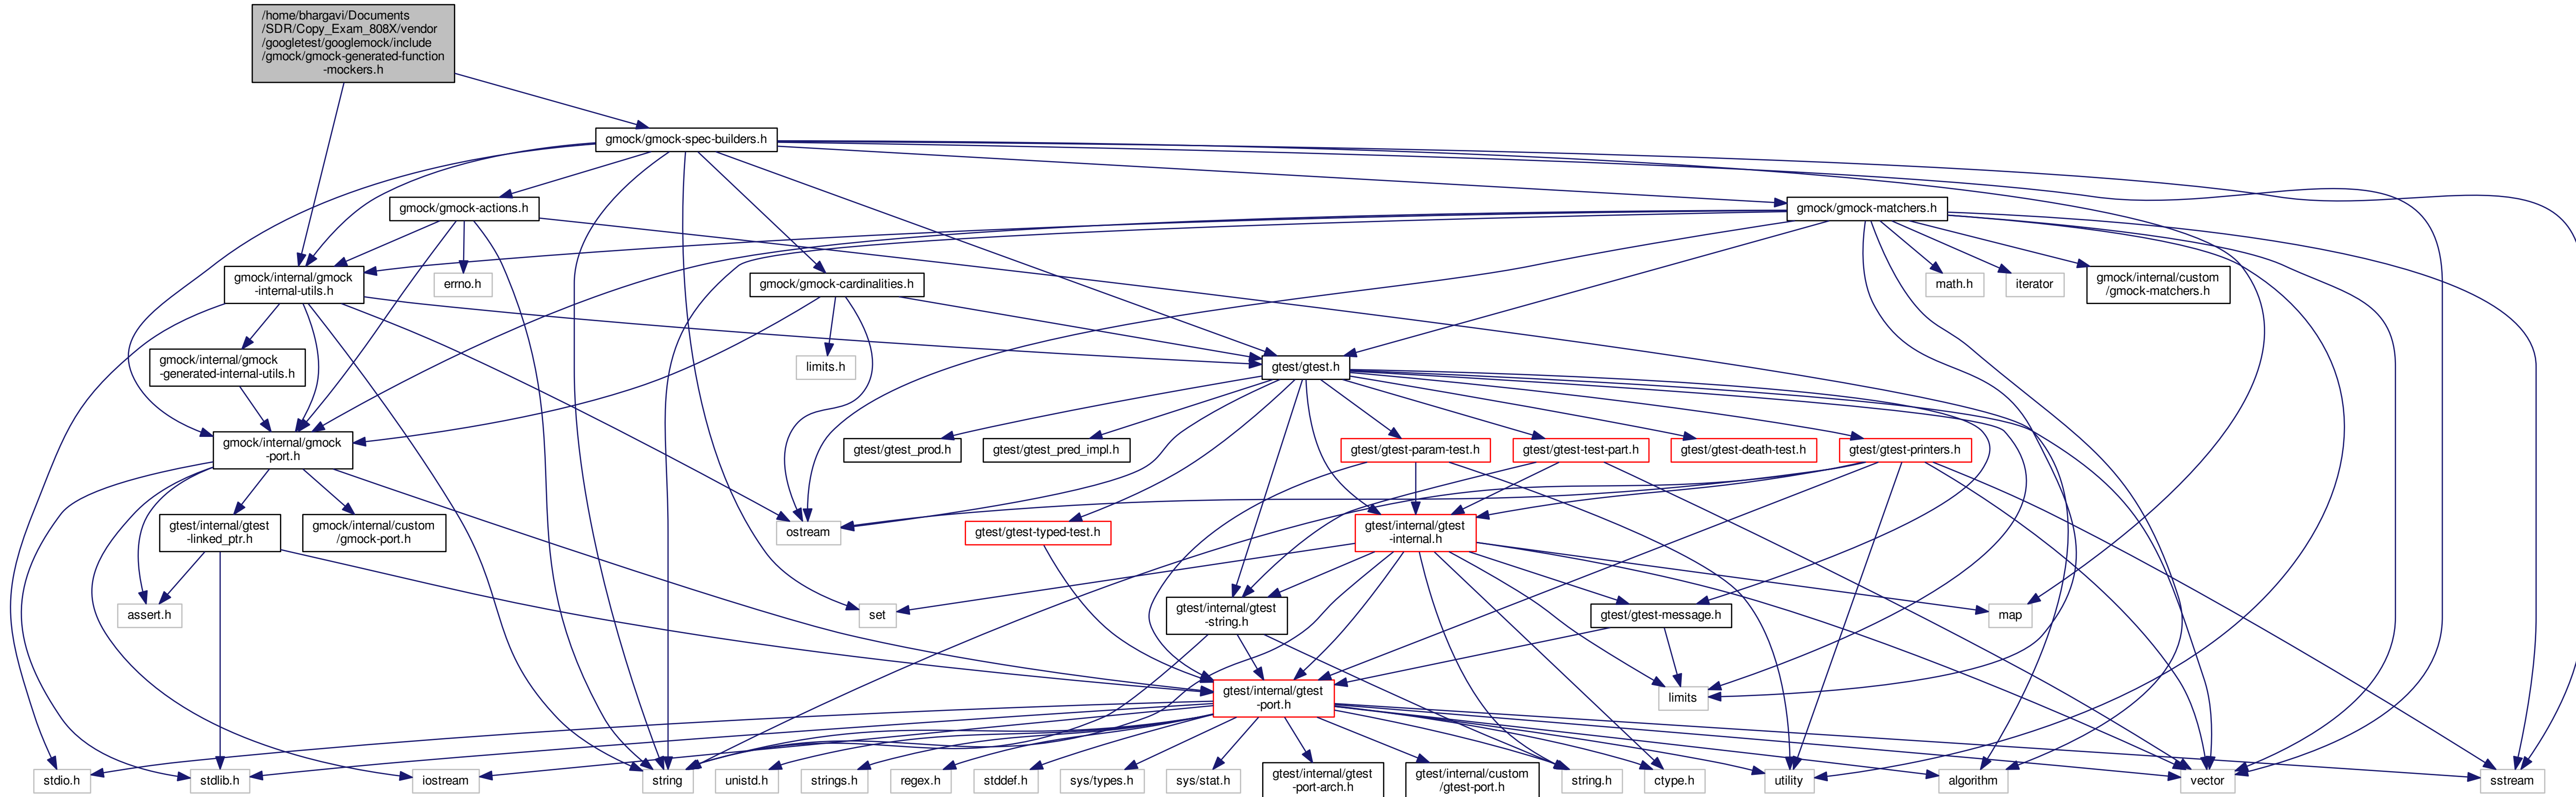 /home/bhargavi/Documents
/SDR/Copy_Exam_808X/vendor
/googletest/googlemock/include
/gmock/gmock-generated-function
-mockers.h
gmock/gmock-spec-builders.h
gmock/gmock-actions.h
gmock/gmock-matchers.h
gmock/internal/gmock
-internal-utils.h
errno.h
gmock/gmock-cardinalities.h
math.h
iterator
gmock/internal/custom
/gmock-matchers.h
gmock/internal/gmock
-generated-internal-utils.h
limits.h
gtest/gtest.h
gmock/internal/gmock
-port.h
gtest/gtest_prod.h
gtest/gtest_pred_impl.h
gtest/gtest-param-test.h
gtest/gtest-test-part.h
gtest/gtest-death-test.h
gtest/gtest-printers.h
gtest/internal/gtest
-linked_ptr.h
gmock/internal/custom
/gmock-port.h
ostream
gtest/gtest-typed-test.h
gtest/internal/gtest
-internal.h
assert.h
set
gtest/internal/gtest
-string.h
gtest/gtest-message.h
map
gtest/internal/gtest
-port.h
limits
stdio.h
stdlib.h
iostream
string
unistd.h
strings.h
regex.h
stddef.h
sys/types.h
sys/stat.h
gtest/internal/gtest
-port-arch.h
gtest/internal/custom
/gtest-port.h
string.h
ctype.h
utility
algorithm
vector
sstream